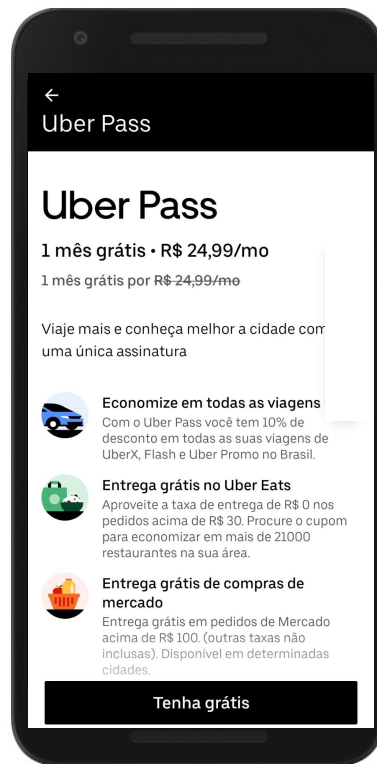 Uber Pass
Uber Pass
1 mês grátis • R$ 24,99/mo
1 mês grátis por R$ 24,99/mo
Viaje mais e conheça melhor a cidade com
uma única assinatura
Economize em todas as viagens
Com o Uber Pass você tem 10% de
desconto em todas as suas viagens de
UberX, Flash e Uber Promo no Brasil.
Entrega grátis no Uber Eats
Aproveite a taxa de entrega de R$ 0 nos
pedidos acima de R$ 30. Procure o cupom
para economizar em mais de 21000
restaurantes na sua área.
Entrega grátis de compras de
mercado
Entrega grátis em pedidos de Mercado
acima de R$ 100. (outras taxas não
inclusas). Disponível em determinadas
cidades.
Tenha grátis